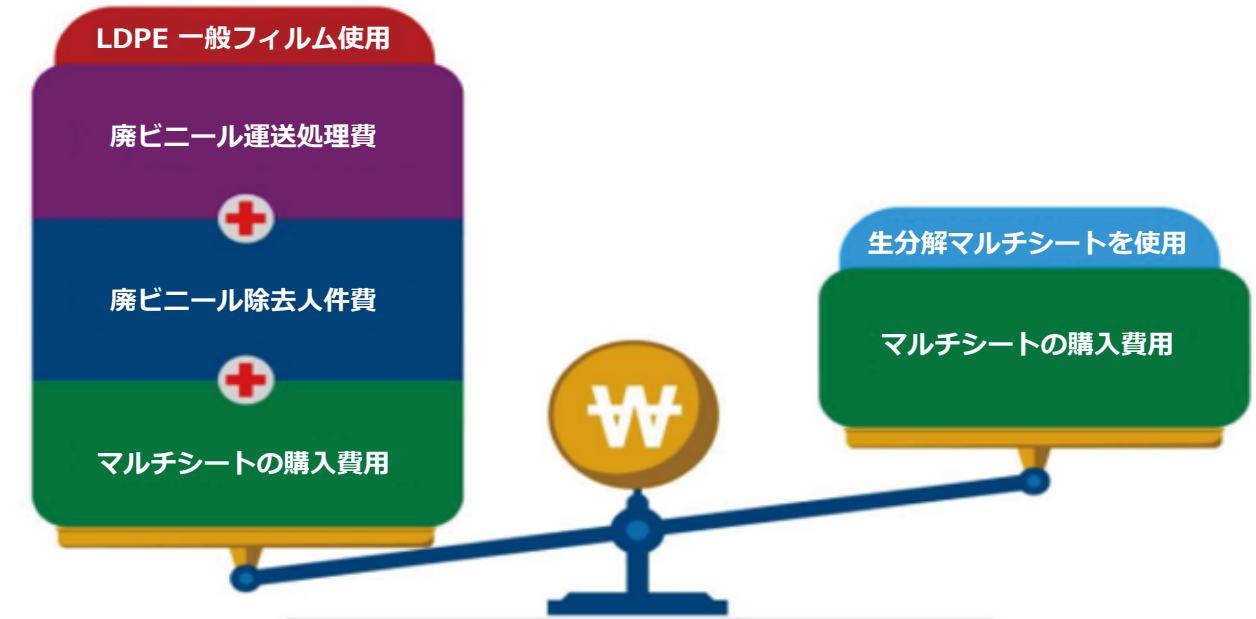 LDPE 一般フィルム使用
廃ビニール運送処理費
廃ビニール除去人件費
マルチシートの購入費用
₩
生分解マルチシートを使用
マルチシートの購入費用